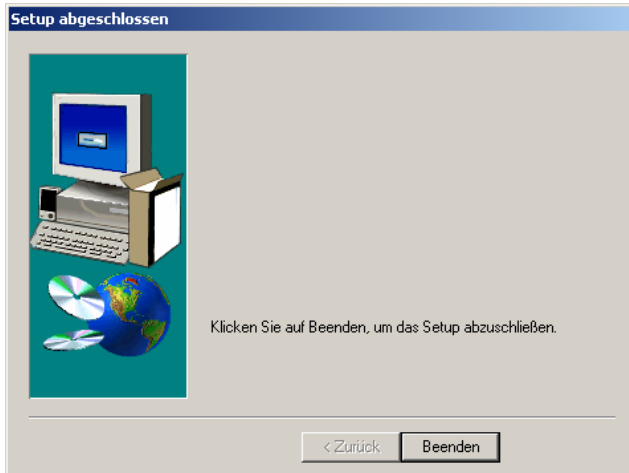 Setup abgeschlossen
Klicken Sie auf Beenden, um das Setup abzuschließen.
< Zurück
Beenden